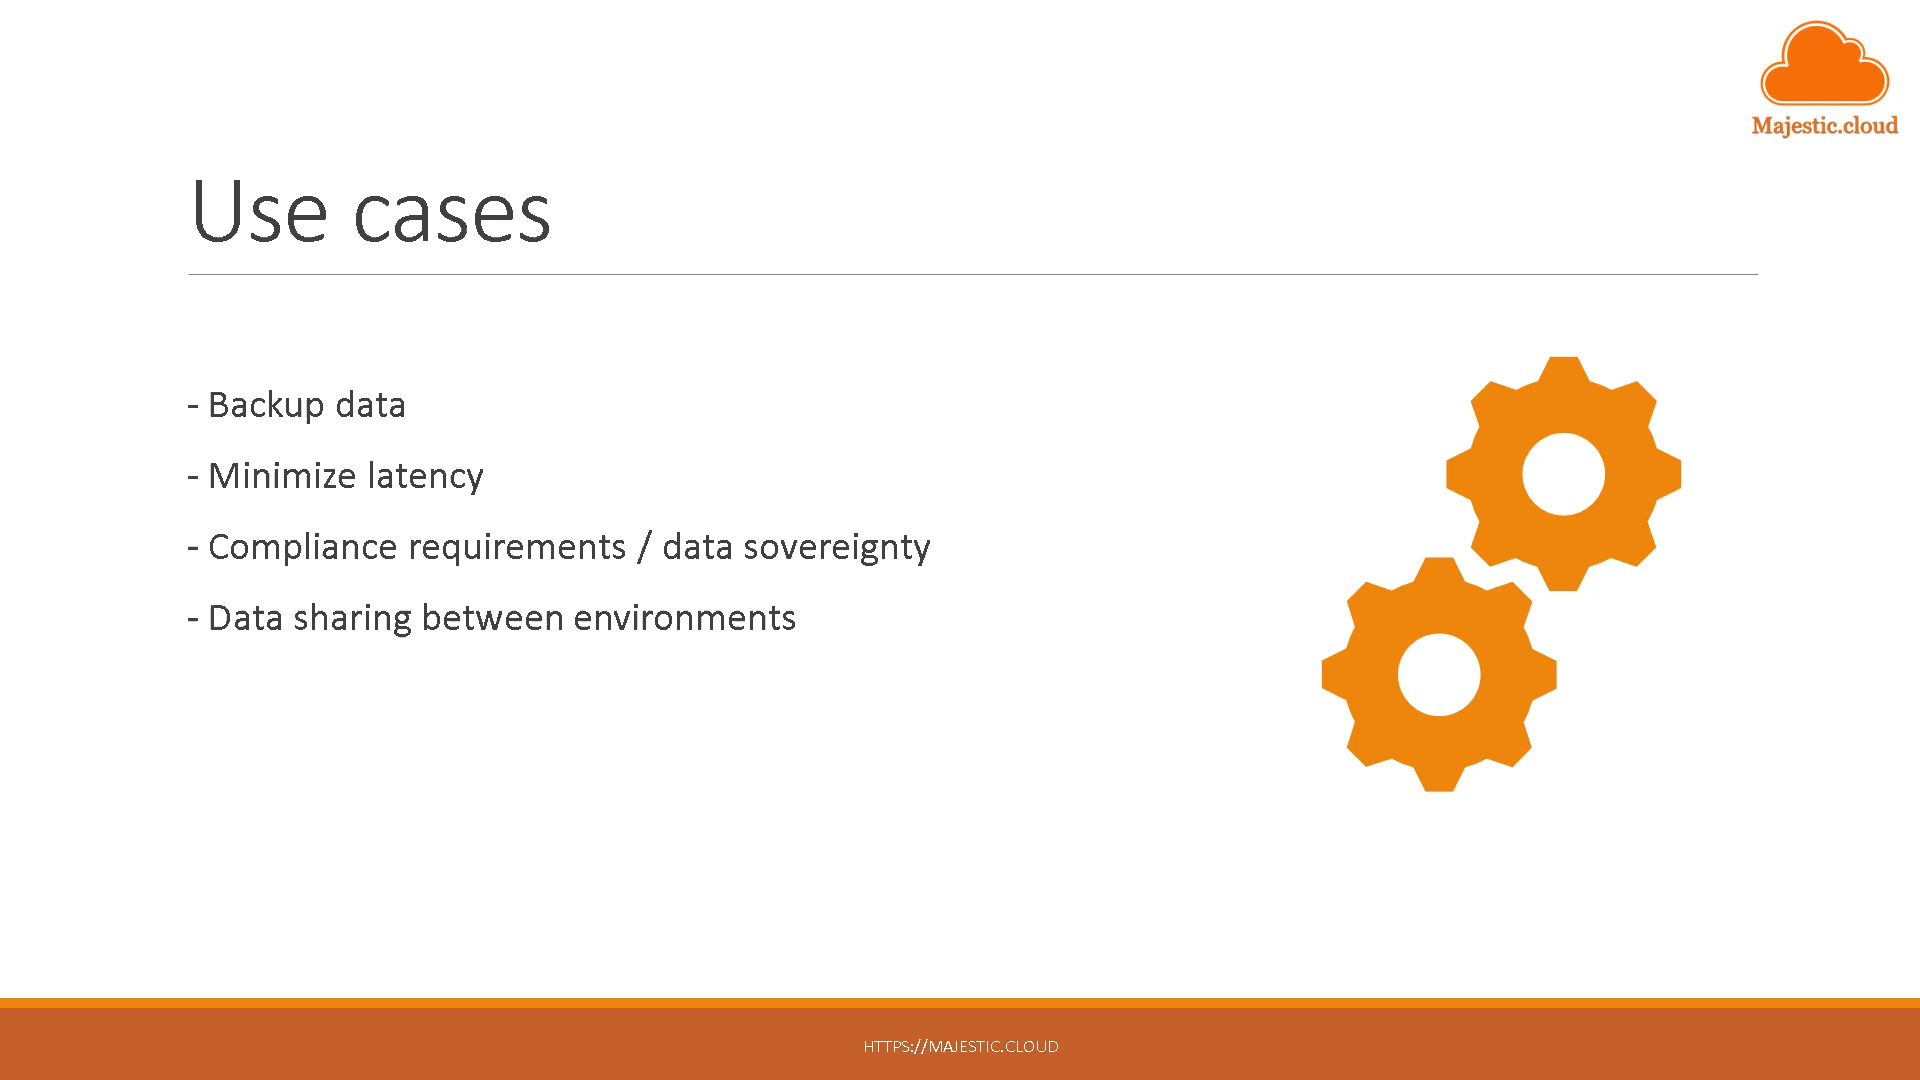 Majestic.cloud
Use cases
- Backup data
- Minimize latency
- Compliance requirements / data sovereignty
- Data sharing between environments
HTTPS://MAJESTIC.CLOUD